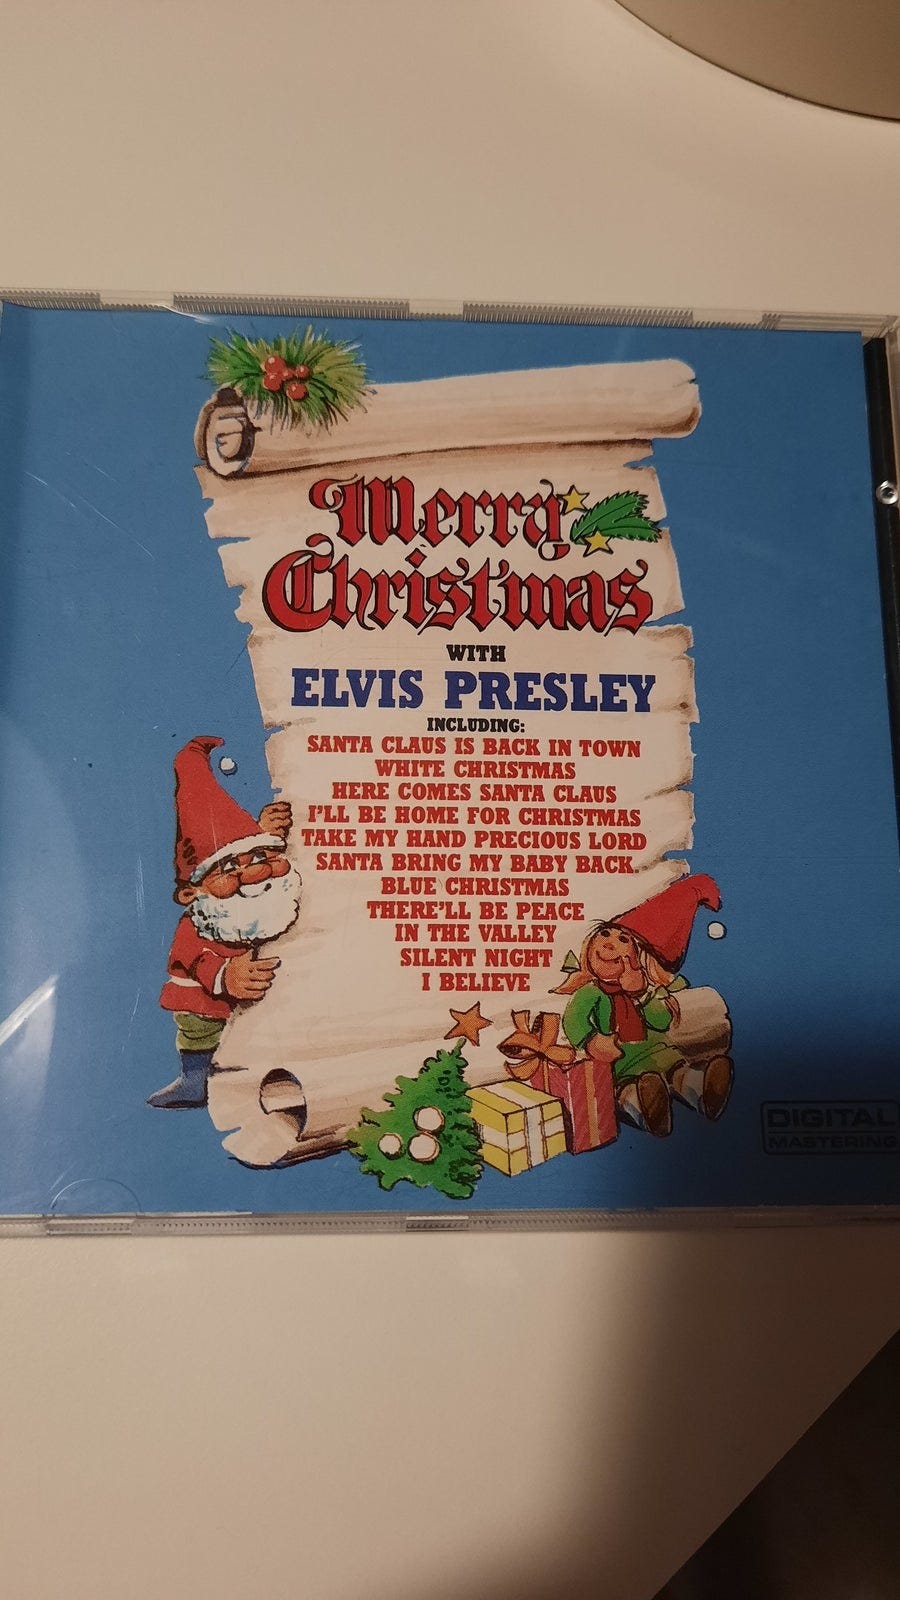 Merry
Christmas
WITH
ELVIS PRESLEY
INCLUDING:
SANTA CLAUS IS BACK IN TOWN
WHITE CHRISTMAS
HERE COMES SANTA CLAUS
I'LL BE HOME FOR CHRISTMAS
TAKE MY HAND PRECIOUS LORD
SANTA BRING MY BABY BACK
BLUE CHRISTMAS
THERE'LL BE PEACE
IN THE VALLEY
SILENT NIGHT
I BELIEVE
DIGITAL
MASTERING